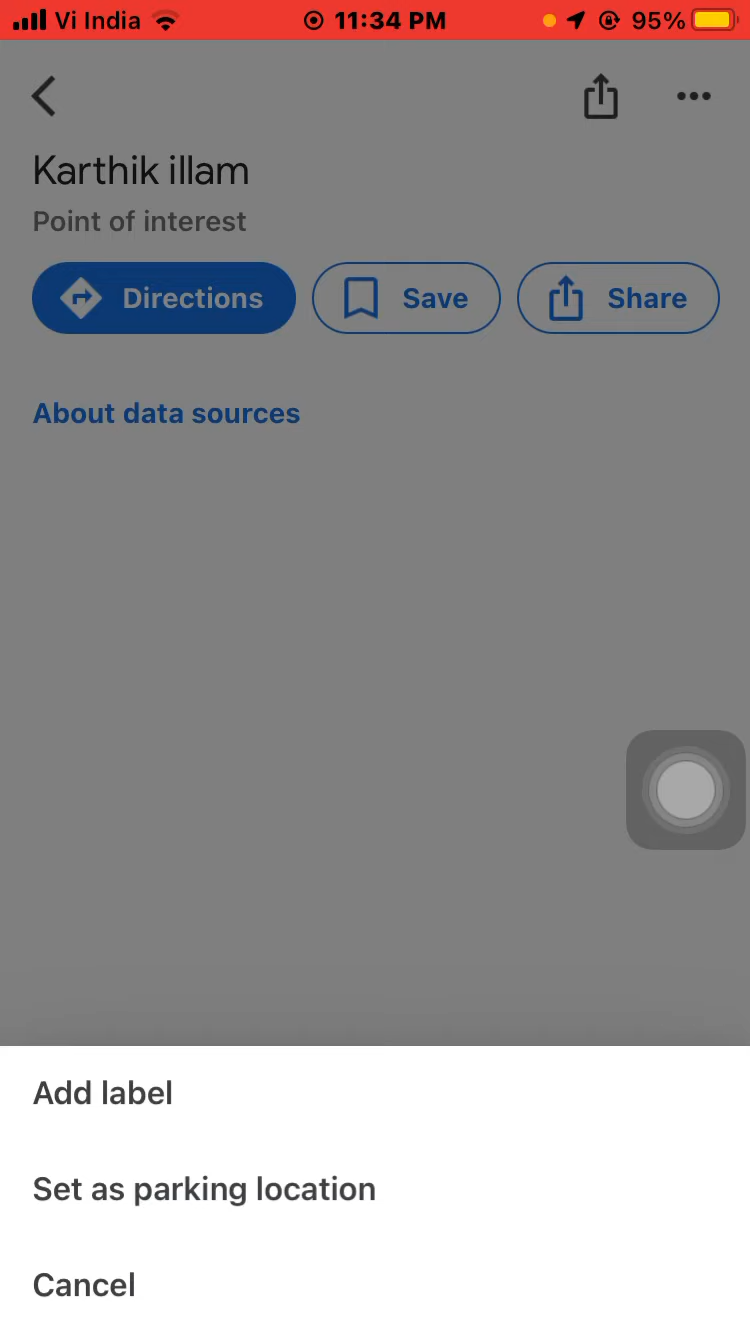 Vi India 11:34 PM 95%
Karthik illam
Point of interest
Directions Save Share
About data sources
Add label
Set as parking location
Cancel